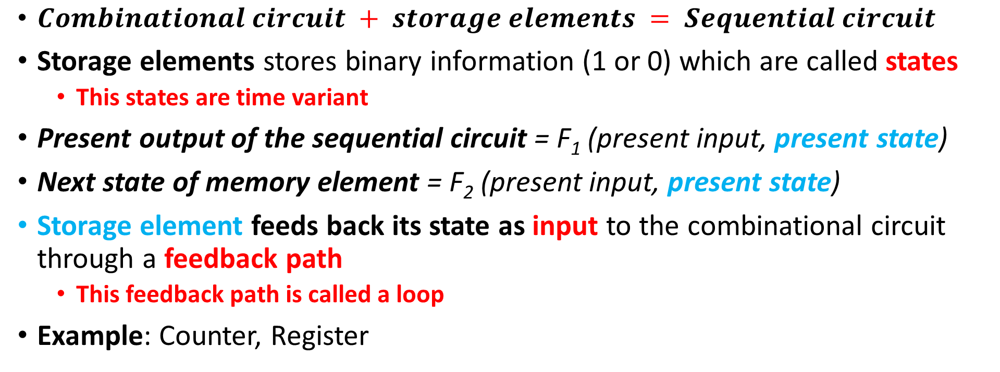 • Combinational circuit + storage elements = Sequential circuit
• Storage elements stores binary information (1 or 0) which are called states
• This states are time variant
• Present output of the sequential circuit = F1 (present input, present state)
• Next state of memory element = F2 (present input, present state)
• Storage element feeds back its state as input to the combinational circuit
through a feedback path
• This feedback path is called a loop
• Example: Counter, Register